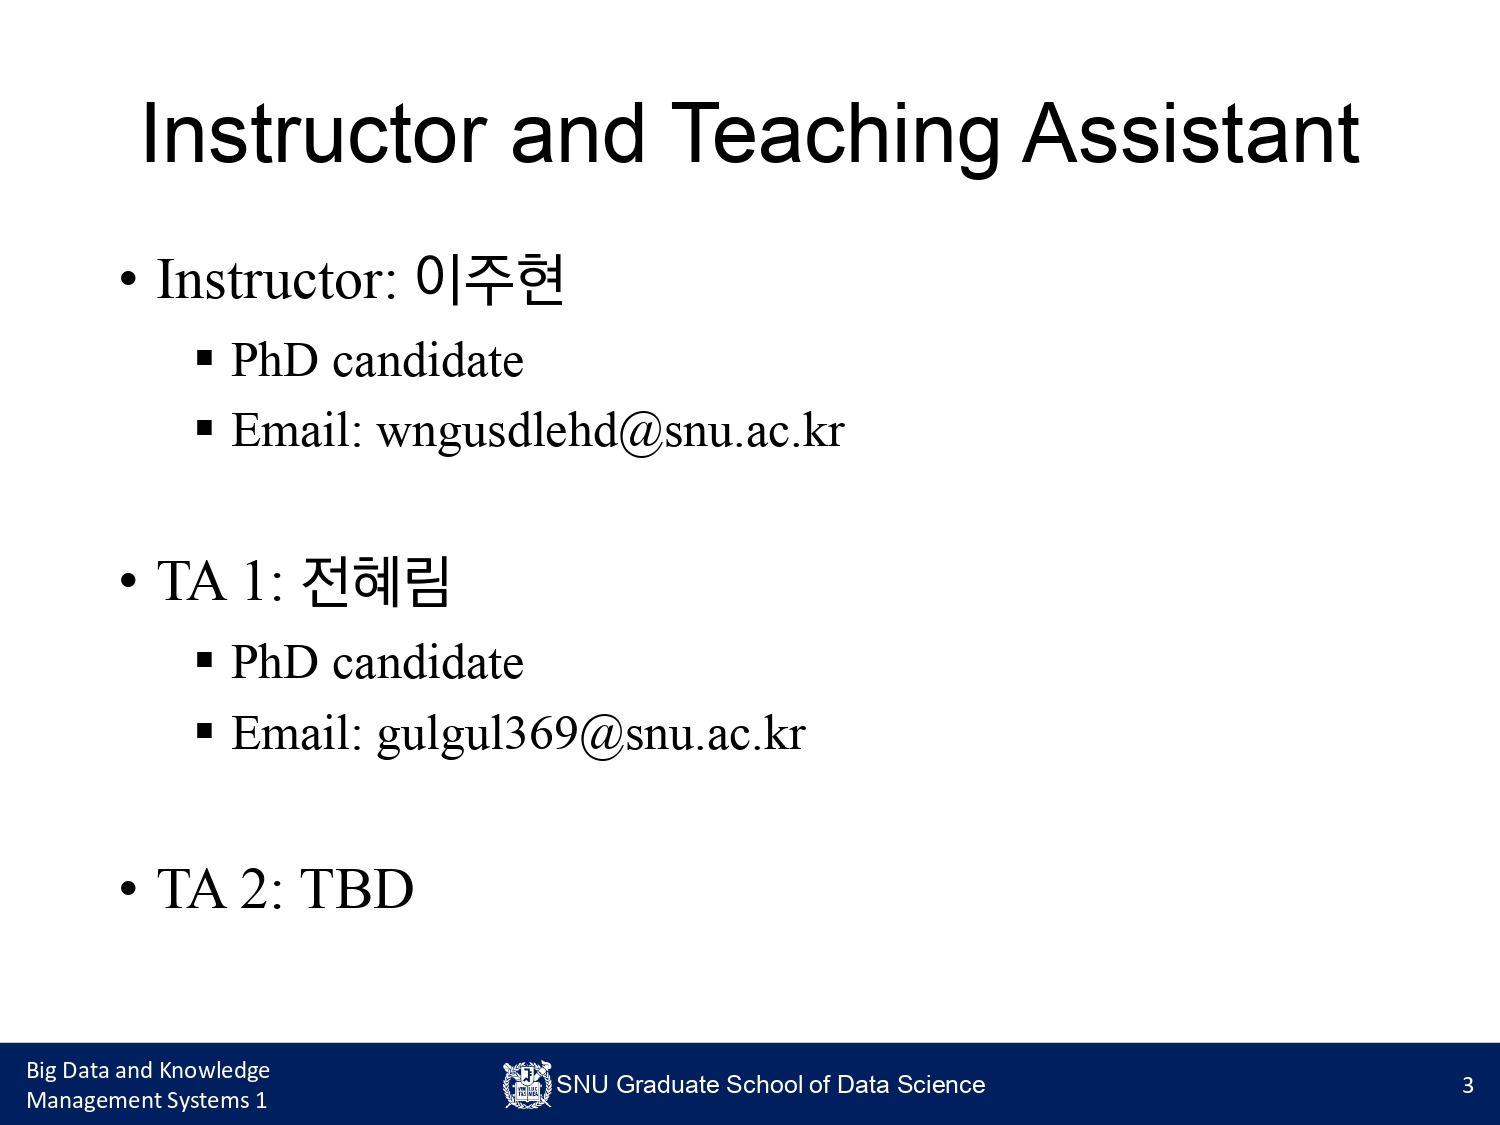 Instructor and Teaching Assistant
• Instructor: 이주현
▪ PhD candidate
▪ Email: wngusdlehd@snu.ac.kr
• TA 1: 전혜림
▪ PhD candidate
▪ Email: gulgul369@snu.ac.kr
• TA 2: TBD
Big Data and Knowledge
Management Systems 1
SNU Graduate School of Data Science
3